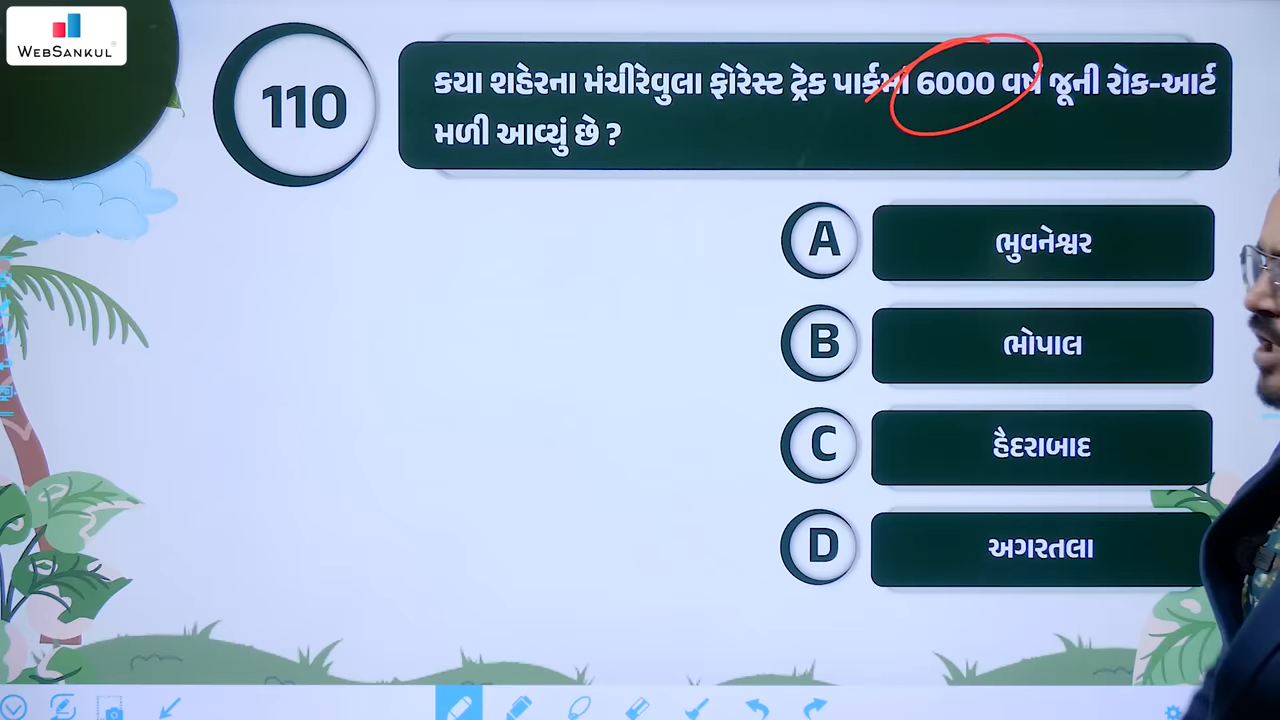 WEBSANKUL
110
કયા શહેરના મંચીરેવુલા ફોરેસ્ટ ટ્રેક પાર્કમાં 6000 વર્ષ જૂની રોક-આર્ટ
મળી આવ્યું છે ?
A
ભુવનેશ્વર
B
ભોપાલ
C
હૈદરાબાદ
D
અગરતલા